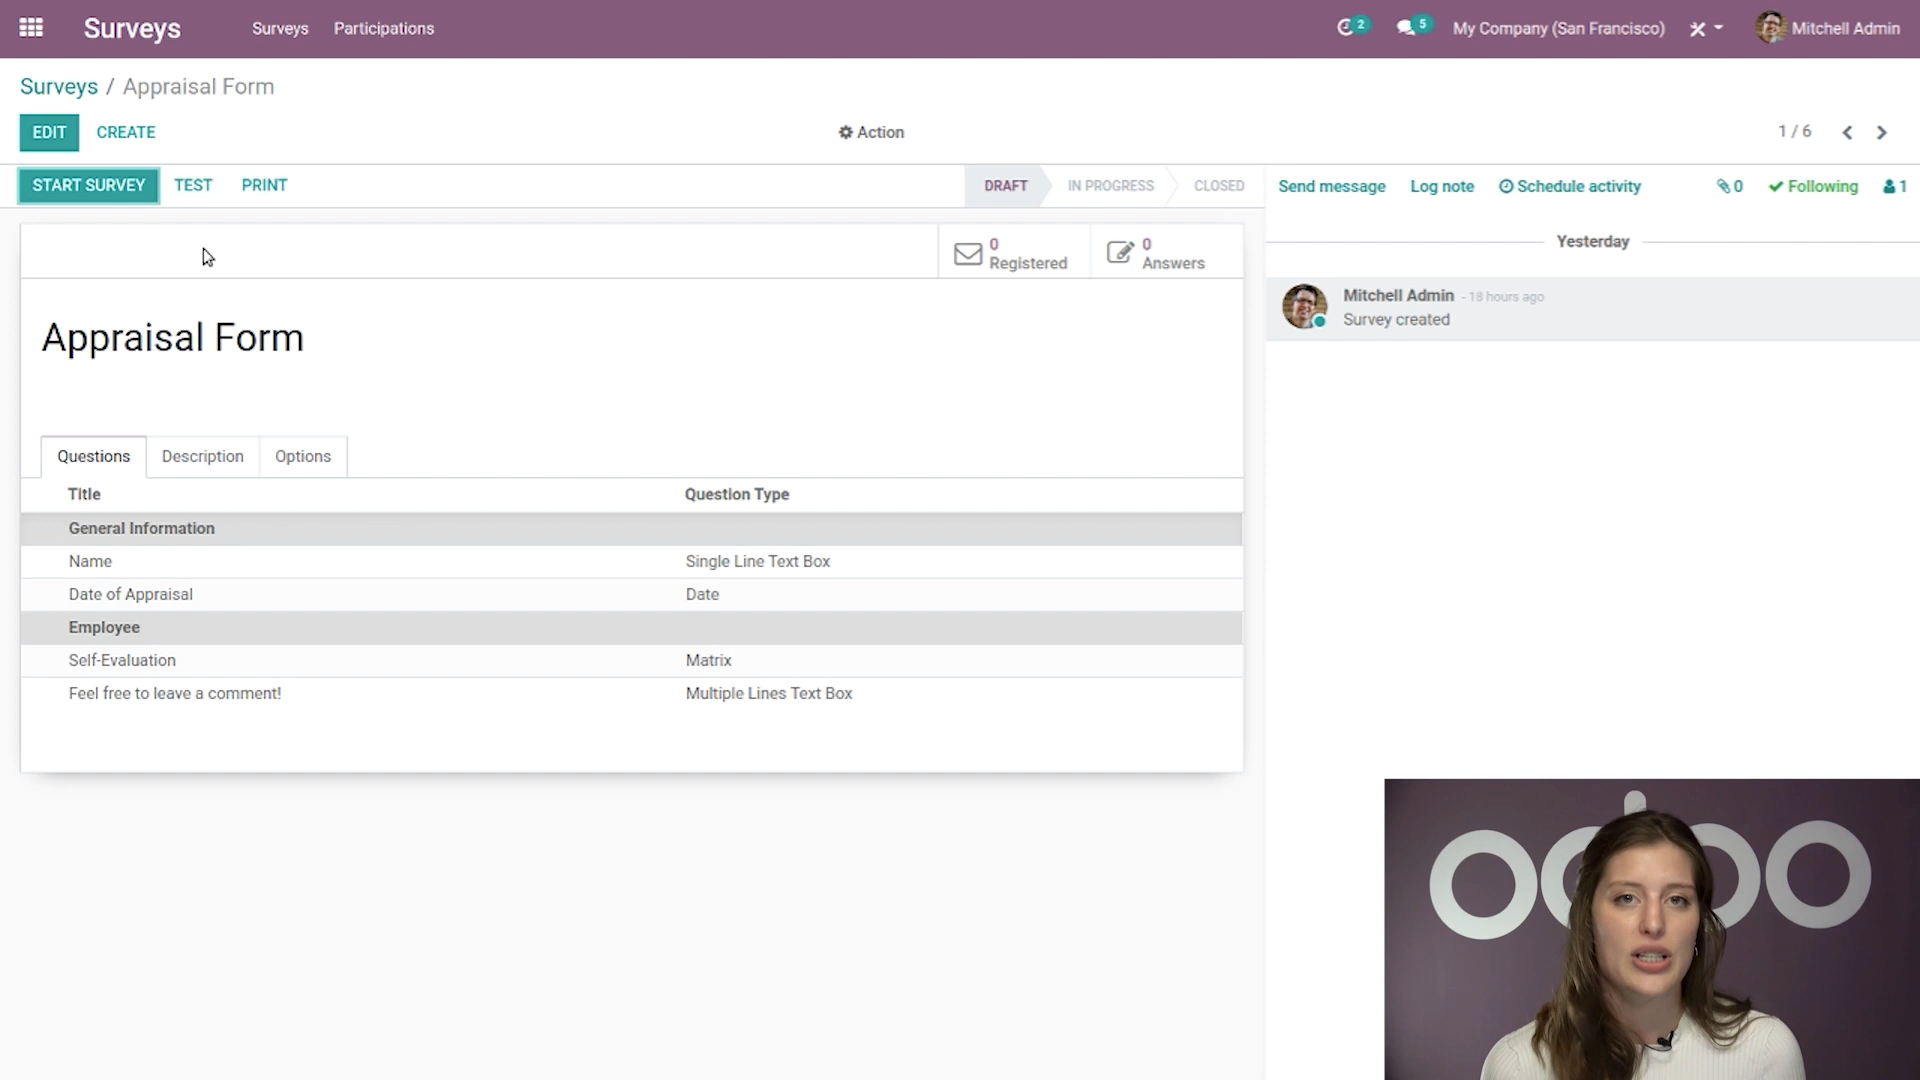 Surveys
Surveys Participations
2
5
My Company (San Francisco)
Mitchell Admin
Surveys / Appraisal Form
EDIT CREATE
Action
1 / 6
START SURVEY TEST PRINT
DRAFT IN PROGRESS CLOSED
Send message Log note Schedule activity
0 Following 1
0
Registered
0
Answers
Yesterday
Mitchell Admin - 18 hours ago
Survey created
Appraisal Form
Questions Description Options
Title Question Type
General Information
Name Single Line Text Box
Date of Appraisal Date
Employee
Self-Evaluation Matrix
Feel free to leave a comment! Multiple Lines Text Box
odoo